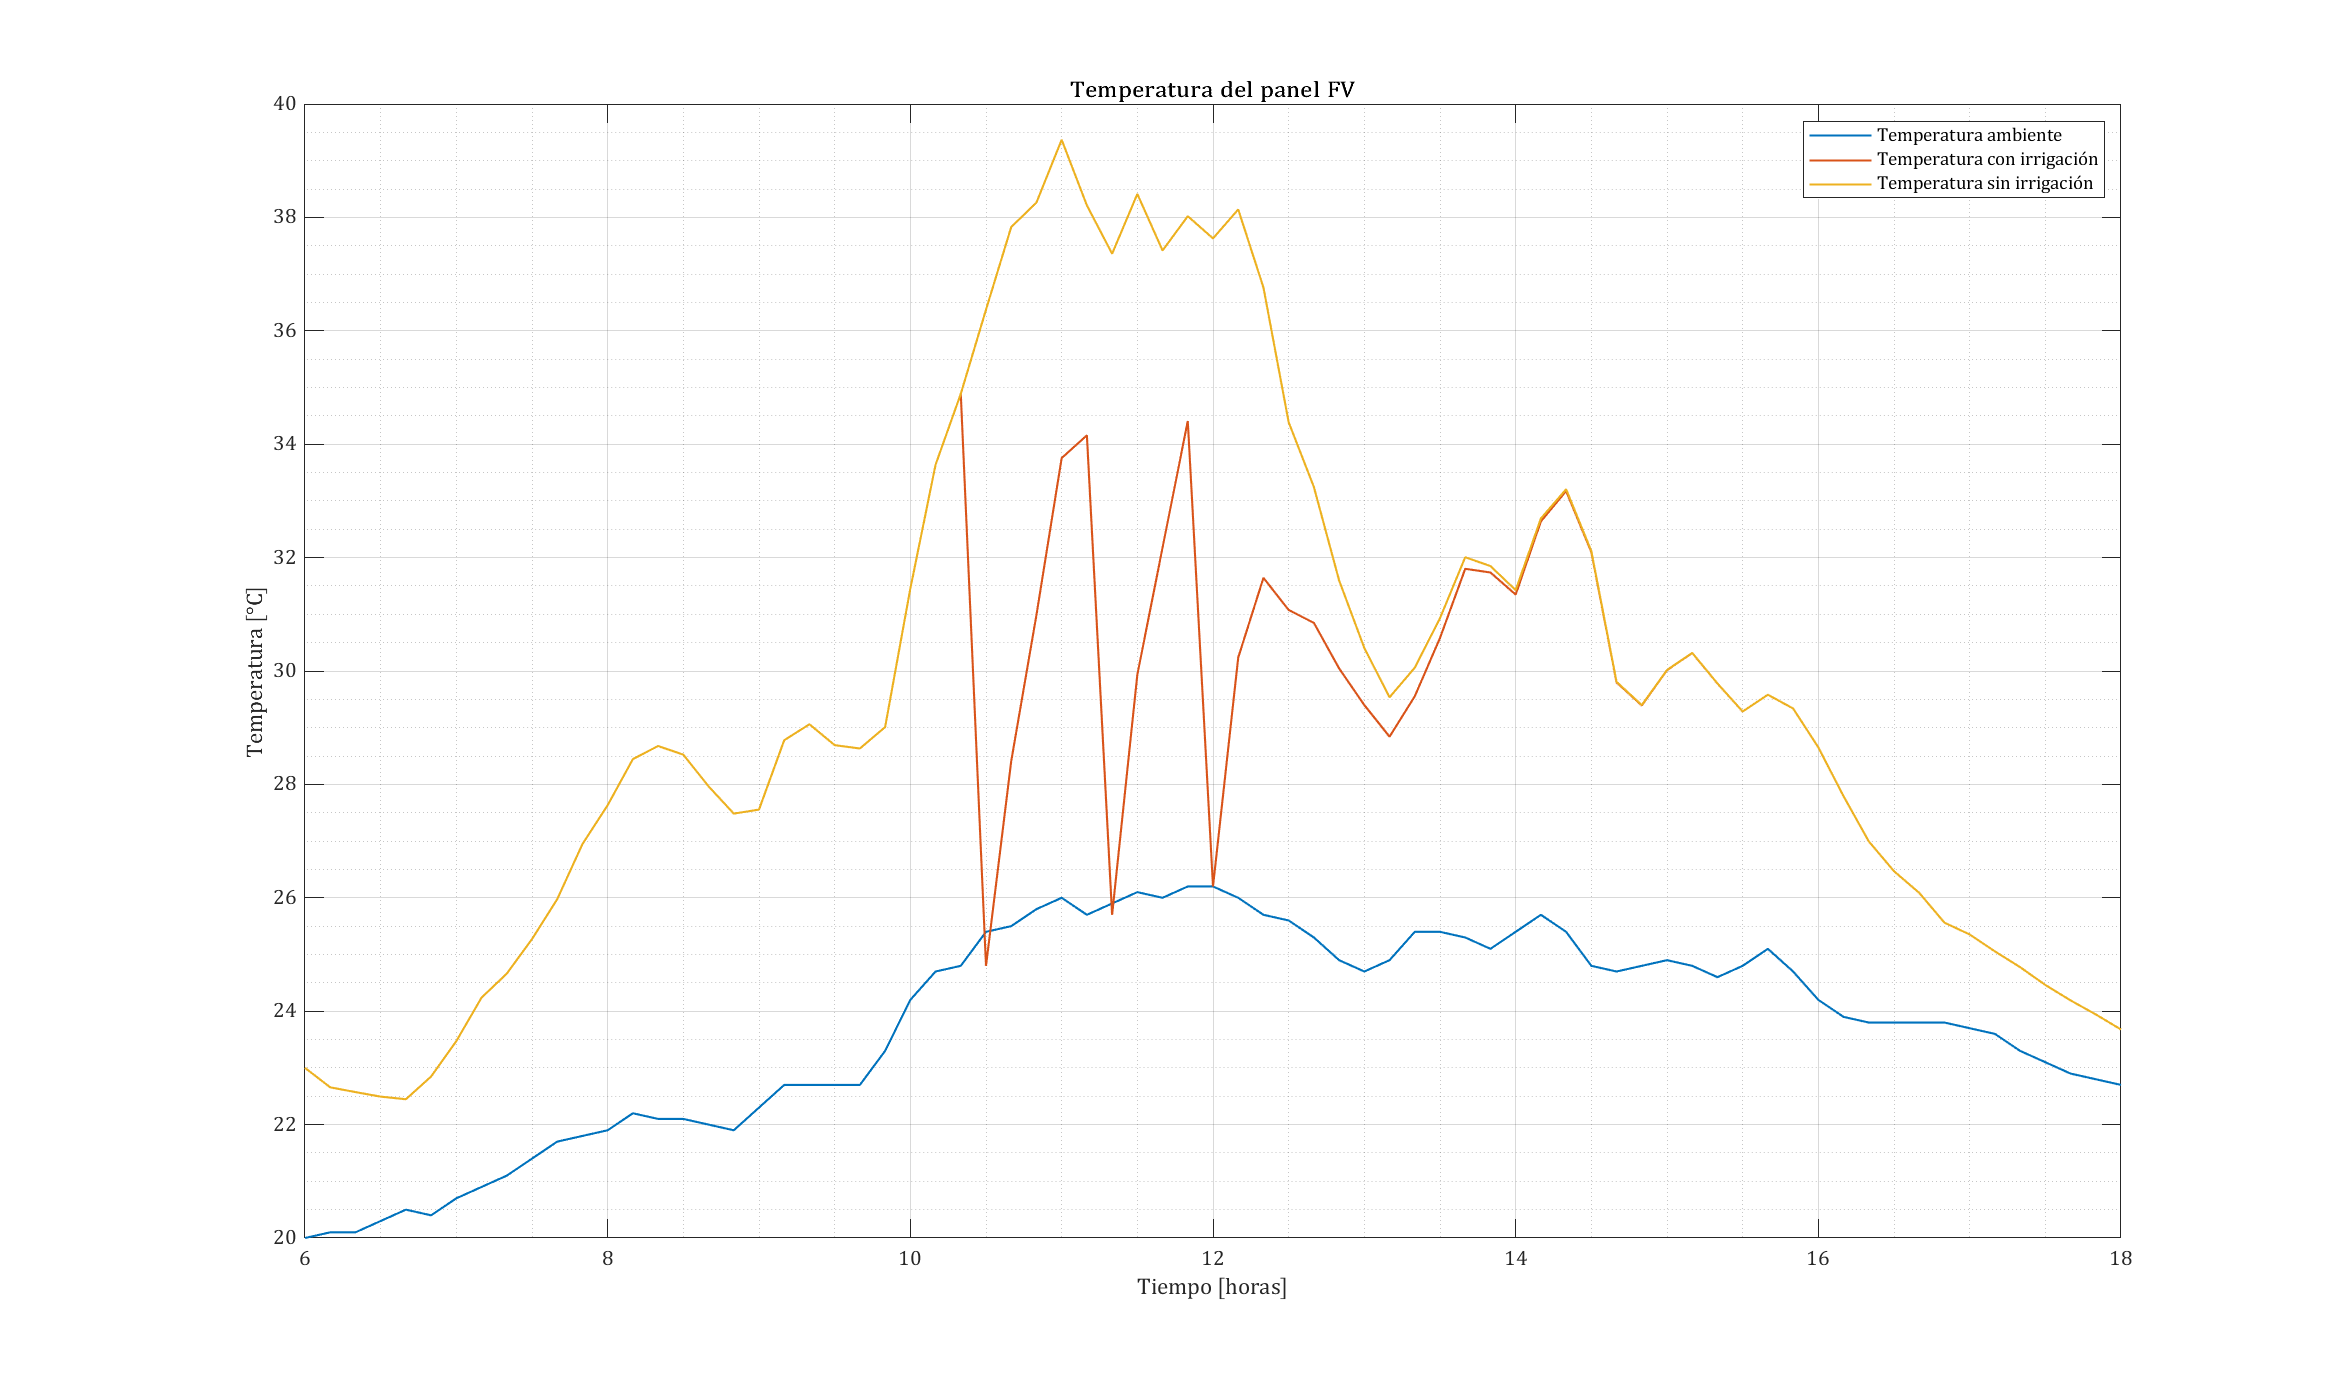 Temperatura del panel FV
Temperatura ambiente
Temperatura con irrigación
Temperatura sin irrigación
Temperatura [°C]
40
38
36
34
32
30
28
26
24
22
20
6 8 10 12 14 16 18
Tiempo [horas]